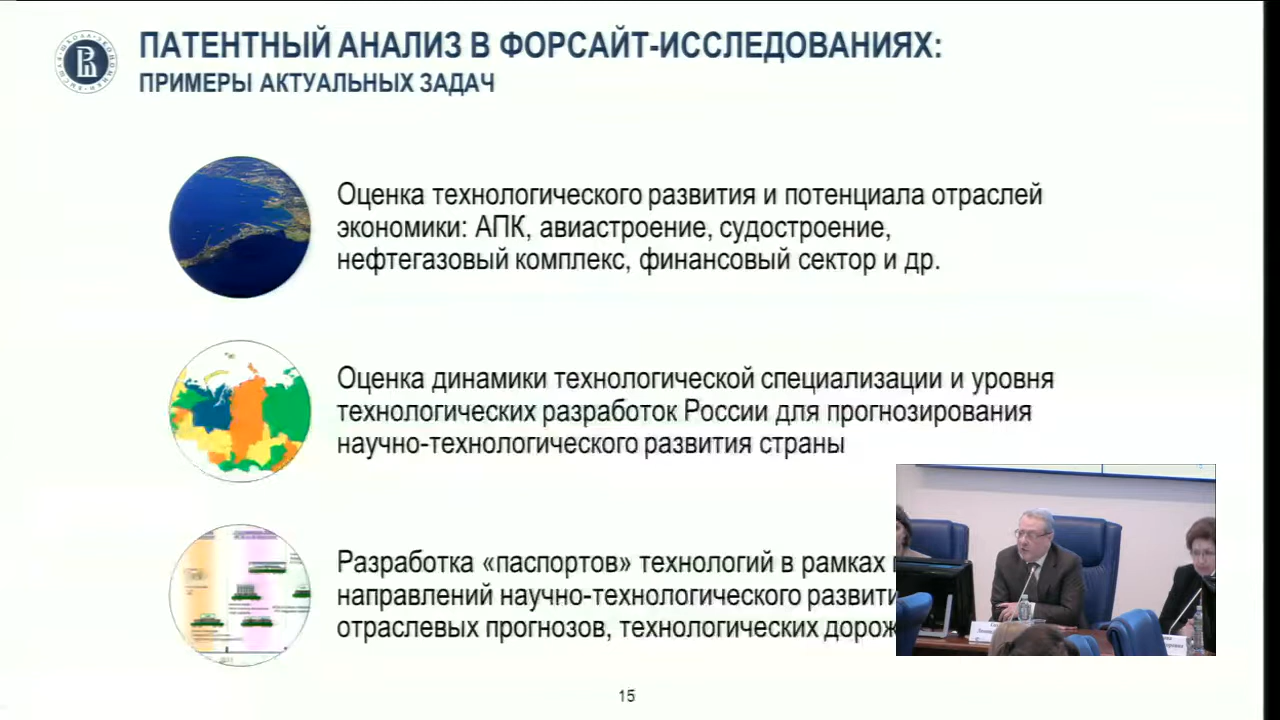 ПАТЕНТНЫЙ АНАЛИЗ В ФОРСАЙТ-ИССЛЕДОВАНИЯХ:
ПРИМЕРЫ АКТУАЛЬНЫХ ЗАДАЧ
Оценка технологического развития и потенциала отраслей
экономики: АПК, авиастроение, судостроение,
нефтегазовый комплекс, финансовый сектор и др.
Оценка динамики технологической специализации и уровня
технологических разработок России для прогнозирования
научно-технологического развития страны
Разработка «паспортов» технологий в рамках
направлений научно-технологического развити
отраслевых прогнозов, технологических дорож
15